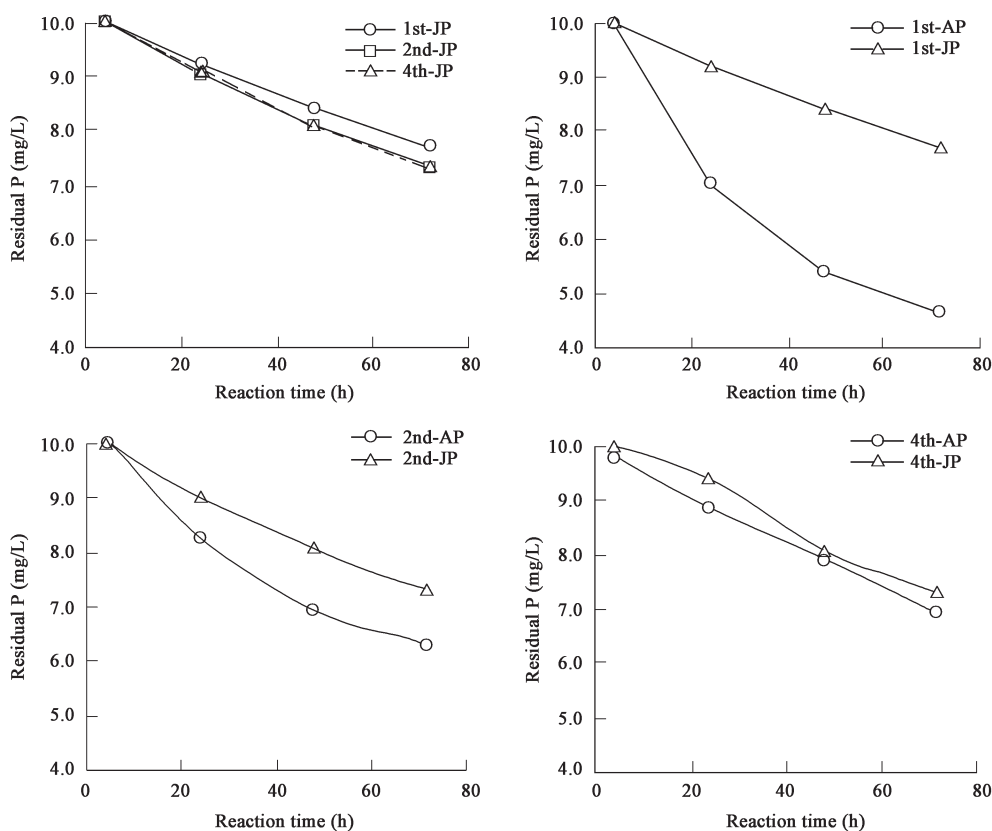 1st-JP
2nd-JP
4th-JP
10.0
9.0
8.0
7.0
6.0
5.0
4.0
Residual P (mg/L)
0 20 40 60 80
Reaction time (h)
1st-AP
1st-JP
10.0
9.0
8.0
7.0
6.0
5.0
4.0
Residual P (mg/L)
0 20 40 60 80
Reaction time (h)
2nd-AP
2nd-JP
10.0
9.0
8.0
7.0
6.0
5.0
4.0
Residual P (mg/L)
0 20 40 60 80
Reaction time (h)
4th-AP
4th-JP
10.0
9.0
8.0
7.0
6.0
5.0
4.0
Residual P (mg/L)
0 20 40 60 80
Reaction time (h)